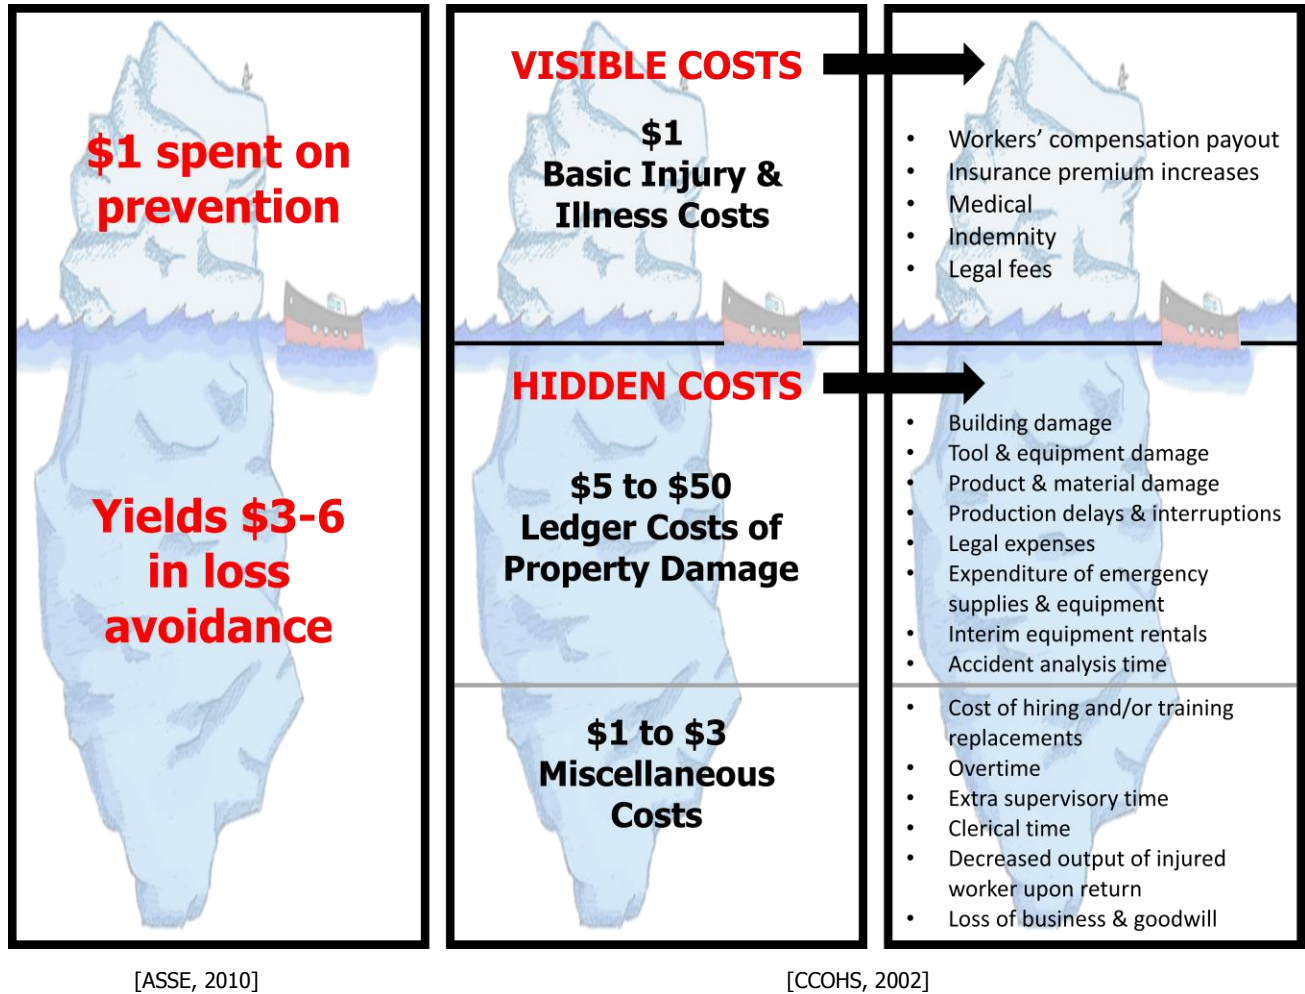 $1 spent on
prevention
Yields $3-6
in loss
avoidance
[ASSE, 2010]
VISIBLE COSTS
$1
Basic Injury &
Illness Costs
HIDDEN COSTS
$5 to $50
Ledger Costs of
Property Damage
$1 to $3
Miscellaneous
Costs
• Workers’ compensation payout
• Insurance premium increases
• Medical
• Indemnity
• Legal fees
• Building damage
• Tool & equipment damage
• Product & material damage
• Production delays & interruptions
• Legal expenses
• Expenditure of emergency
supplies & equipment
• Interim equipment rentals
• Accident analysis time
• Cost of hiring and/or training
replacements
• Overtime
• Extra supervisory time
• Clerical time
• Decreased output of injured
worker upon return
• Loss of business & goodwill
[CCOHS, 2002]